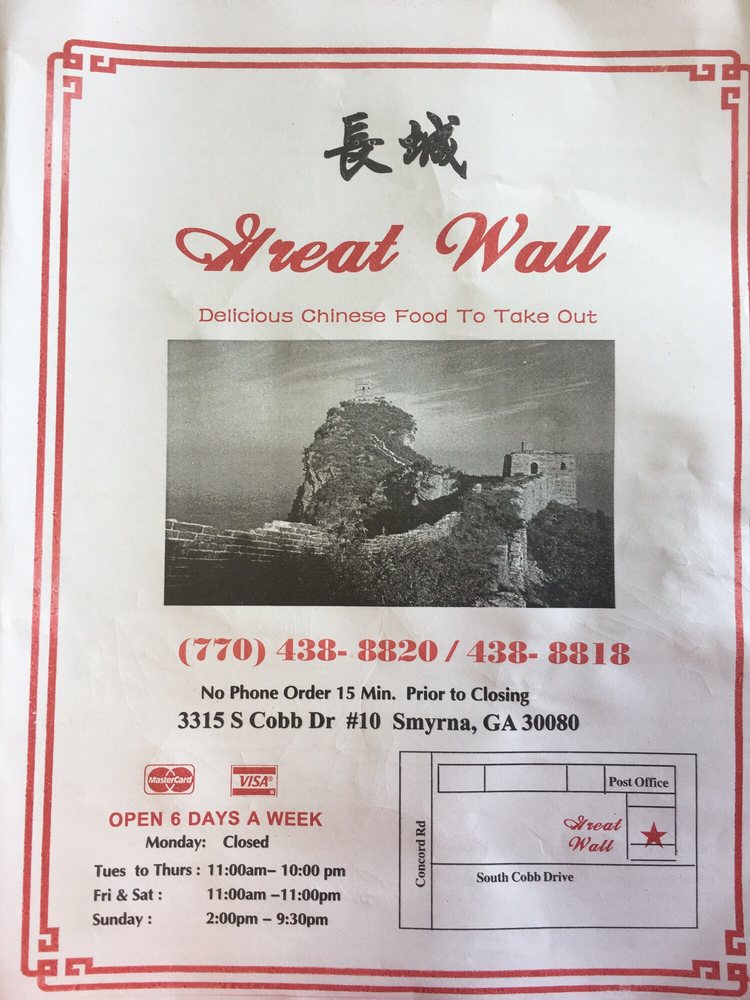 長城
Great Wall
Delicious Chinese Food To Take Out
(770) 438- 8820 / 438- 8818
No Phone Order 15 Min. Prior to Closing
3315 S Cobb Dr #10 Smyrna, GA 30080
MasterCard VISA®
OPEN 6 DAYS A WEEK
Monday: Closed
Tues to Thurs : 11:00am– 10:00 pm
Fri & Sat : 11:00am –11:00pm
Sunday : 2:00pm – 9:30pm
Post Office
Great
Wall
Concord Rd
South Cobb Drive